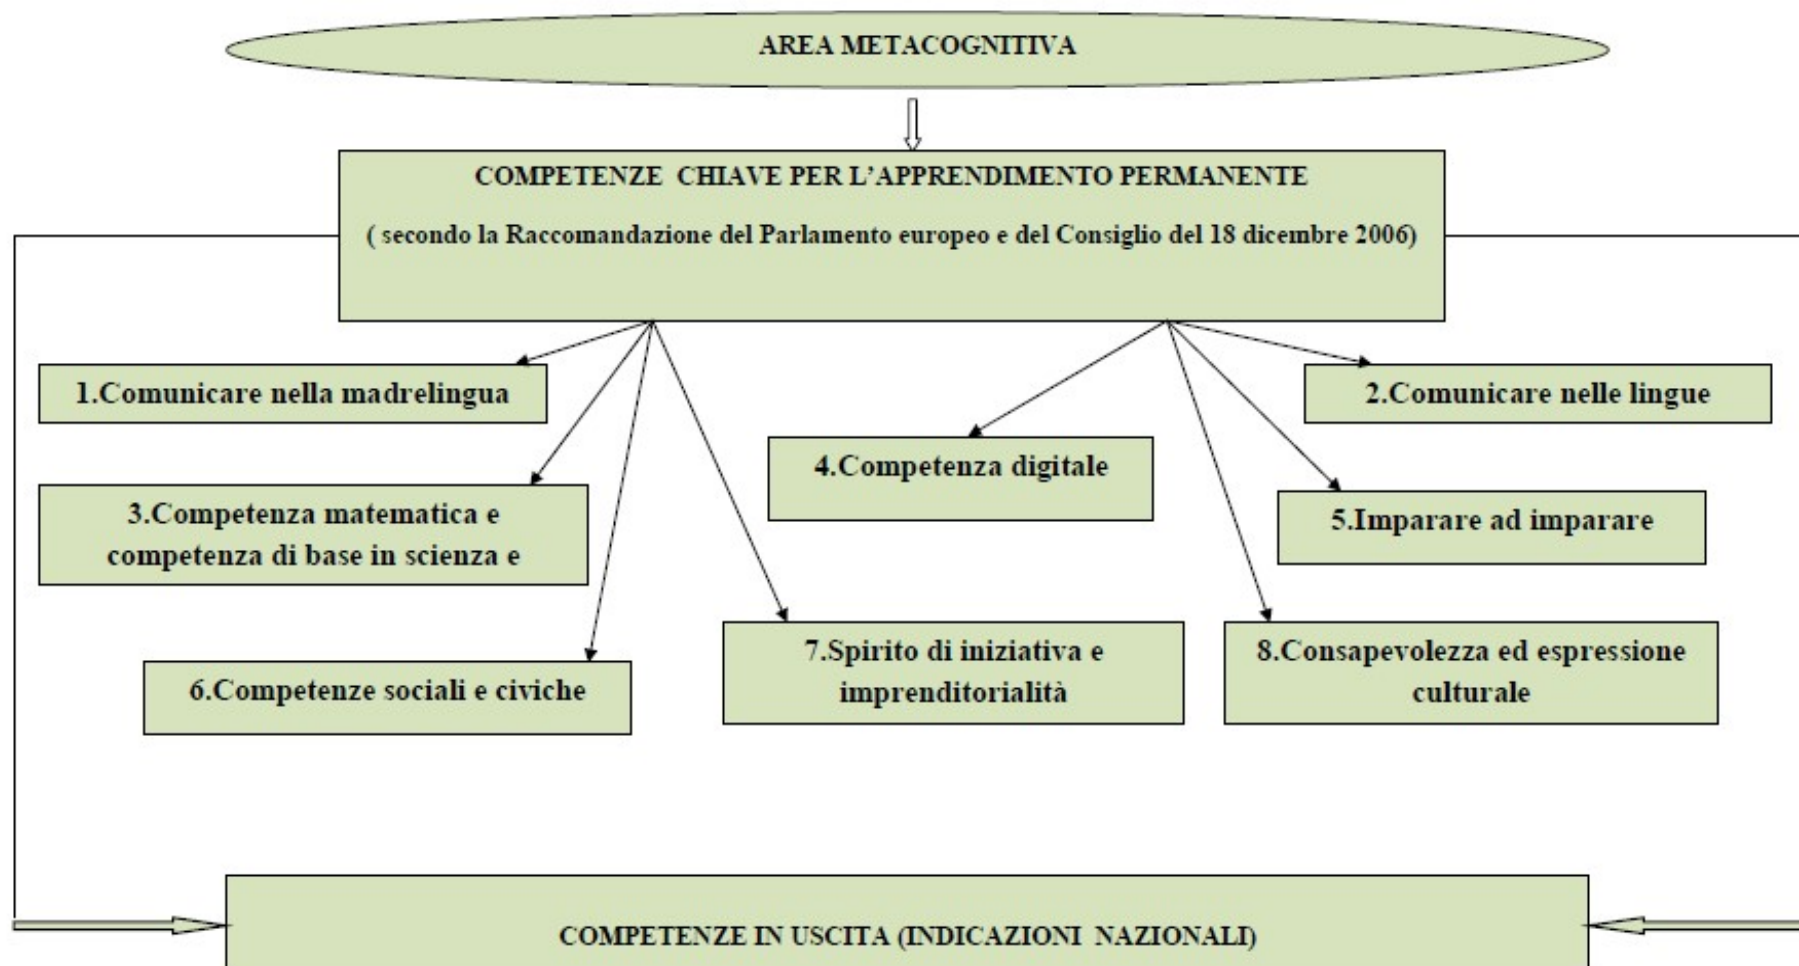 AREA METACOGNITIVA
COMPETENZE CHIAVE PER L'APPRENDIMENTO PERMANENTE
( secondo la Raccomandazione del Parlamento europeo e del Consiglio del 18 dicembre 2006)
1.Comunicare nella madrelingua
2.Comunicare nelle lingue
3.Competenza matematica e
competenza di base in scienza e
4.Competenza digitale
5.Imparare ad imparare
6.Competenze sociali e civiche
7.Spirito di iniziativa e
imprenditorialità
8.Consapevolezza ed espressione
culturale
COMPETENZE IN USCITA (INDICAZIONI NAZIONALI)